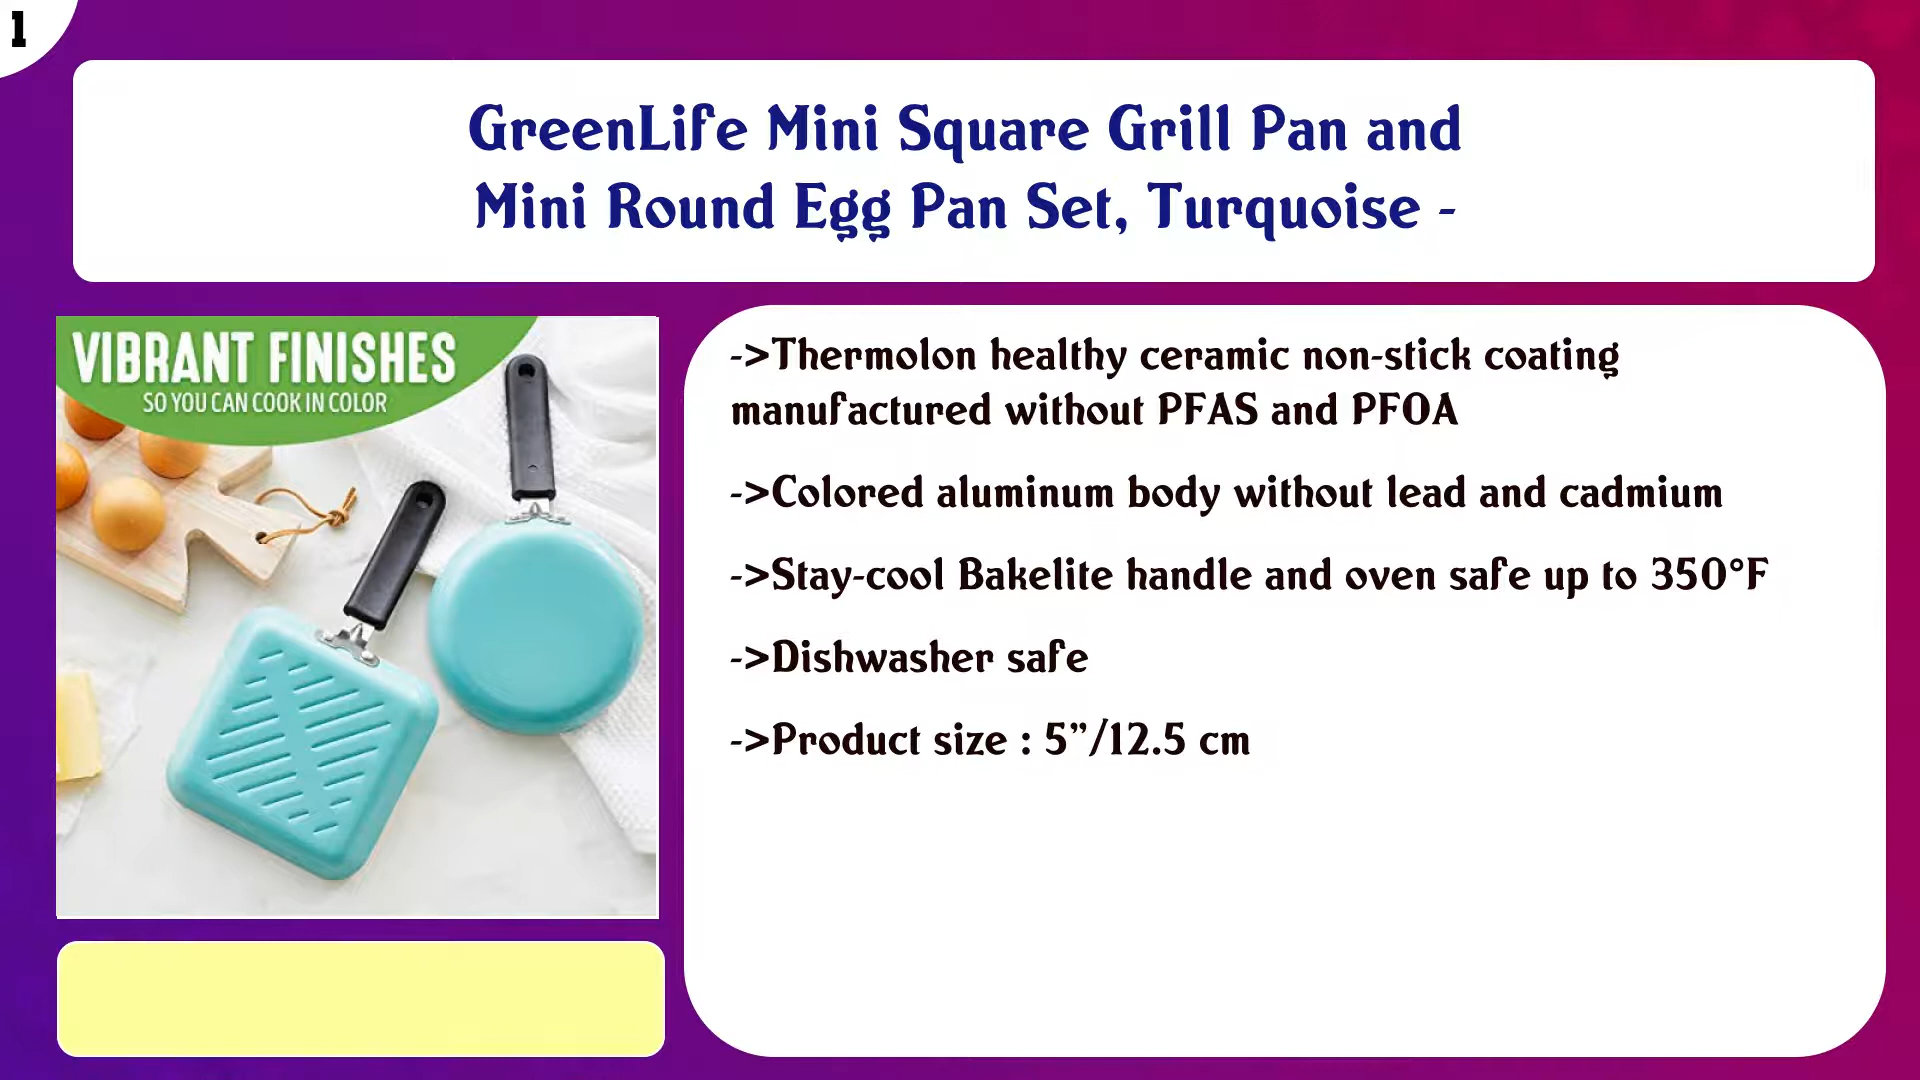 1
GreenLife Mini Square Grill Pan and
Mini Round Egg Pan Set, Turquoise -
VIBRANT FINISHES
SO YOU CAN COOK IN COLOR
->Thermolon healthy ceramic non-stick coating
manufactured without PFAS and PFOA
->Colored aluminum body without lead and cadmium
->Stay-cool Bakelite handle and oven safe up to 350°F
->Dishwasher safe
->Product size : 5”/12.5 cm